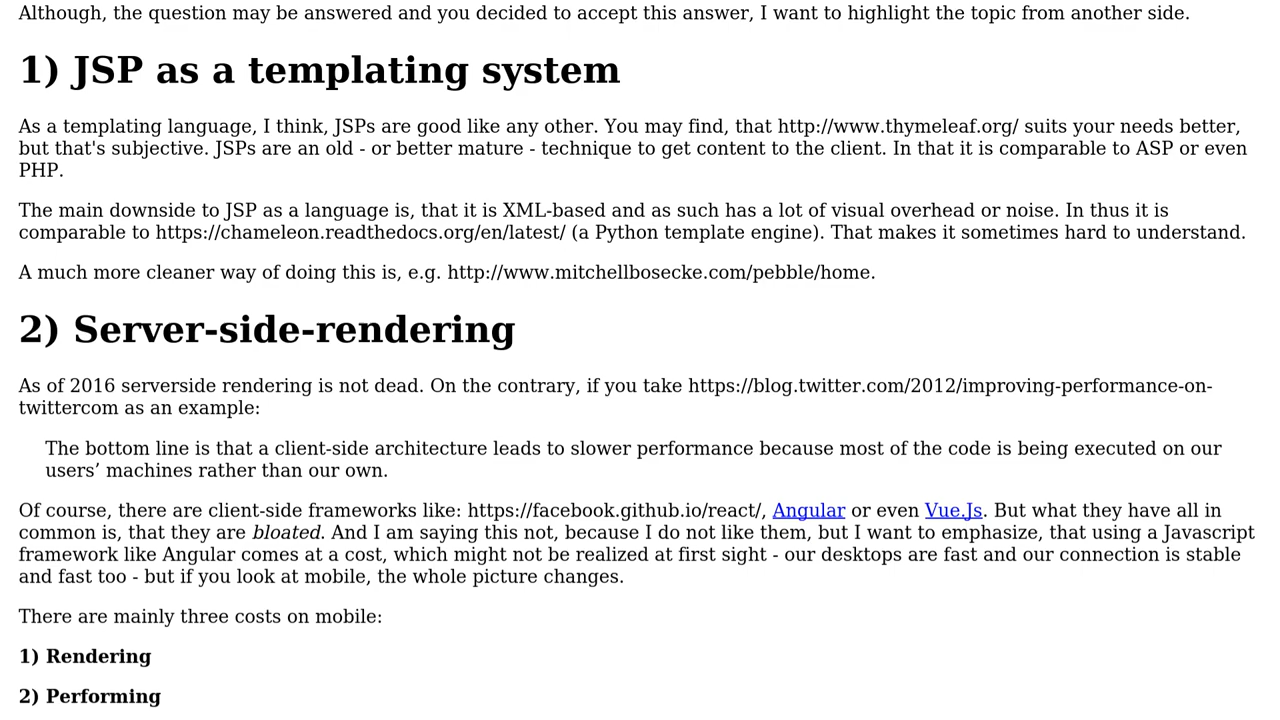 Although, the question may be answered and you decided to accept this answer, I want to highlight the topic from another side.
1) JSP as a templating system
As a templating language, I think, JSPs are good like any other. You may find, that http://www.thymeleaf.org/ suits your needs better,
but that's subjective. JSPs are an old - or better mature - technique to get content to the client. In that it is comparable to ASP or even
PHP.
The main downside to JSP as a language is, that it is XML-based and as such has a lot of visual overhead or noise. In thus it is
comparable to https://chameleon.readthedocs.org/en/latest/ (a Python template engine). That makes it sometimes hard to understand.
A much more cleaner way of doing this is, e.g. http://www.mitchellbosecke.com/pebble/home.
2) Server-side-rendering
As of 2016 serverside rendering is not dead. On the contrary, if you take https://blog.twitter.com/2012/improving-performance-on-
twittercom as an example:
The bottom line is that a client-side architecture leads to slower performance because most of the code is being executed on our
users’ machines rather than our own.
Of course, there are client-side frameworks like: https://facebook.github.io/react/, Angular or even Vue.Js. But what they have all in
common is, that they are bloated. And I am saying this not, because I do not like them, but I want to emphasize, that using a Javascript
framework like Angular comes at a cost, which might not be realized at first sight - our desktops are fast and our connection is stable
and fast too - but if you look at mobile, the whole picture changes.
There are mainly three costs on mobile:
1) Rendering
2) Performing